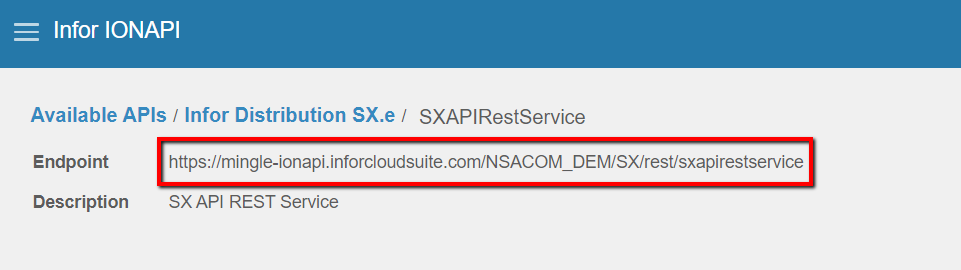 Infor IONAPI
Available APIs / Infor Distribution SX.e / SXAPIRestService
Endpoint https://mingle-ionapi.inforcloudsuite.com/NSACOM_DEM/SX/rest/sxapirestservice
Description SX API REST Service